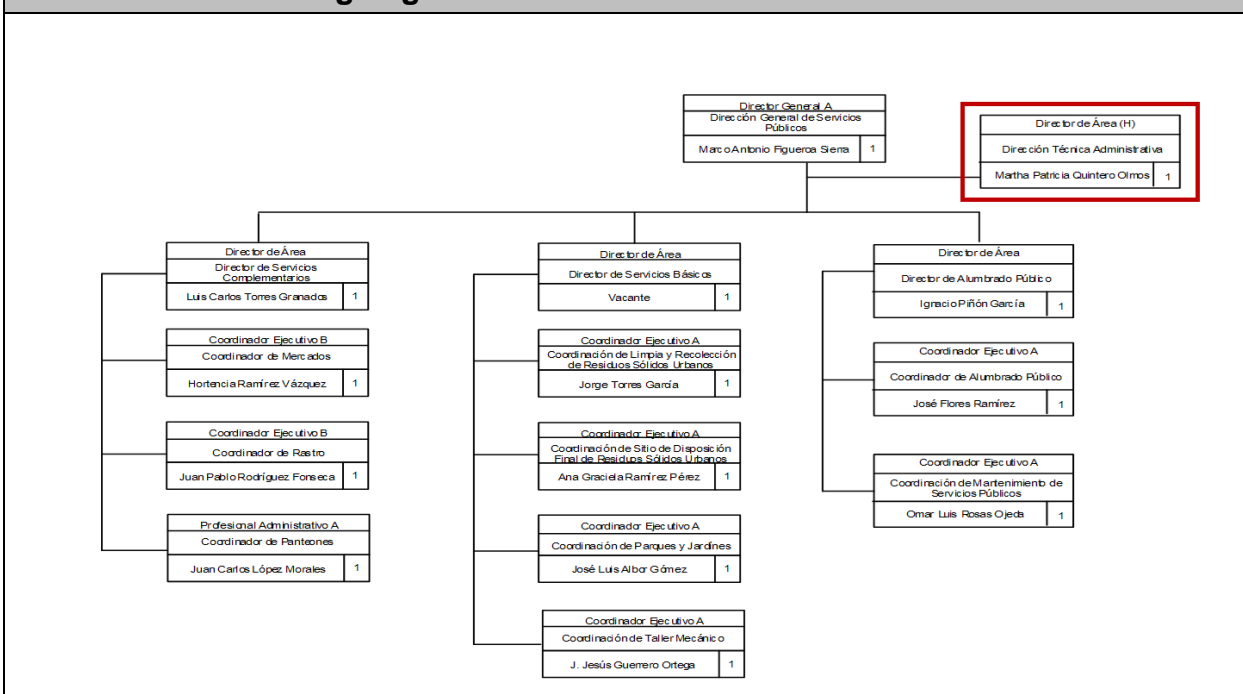 Director General A
Dirección General de Servicios
Públicos
Marco Antonio Figueroa Sierra 1
Director de Área (H)
Dirección Técnica Administrativa
Martha Patricia Quintero Olmos 1
Director de Área
Director de Servicios
Complementarios
Luis Carlos Torres Granados 1
Coordinador Ejecutivo B
Coordinador de Mercados
Hortencia Ramírez Vázquez 1
Coordinador Ejecutivo B
Coordinador de Rastro
Juan Pablo Rodríguez Fonseca 1
Profesional Administrativo A
Coordinador de Panteones
Juan Carlos López Morales 1
Director de Área
Director de Servicios Básicos
Vacante 1
Coordinador Ejecutivo A
Coordinación de Limpia y Recolección
de Residuos Sólidos Urbanos
Jorge Torres García 1
Coordinador Ejecutivo A
Coordinación de Sitio de Disposición
Final de Residuos Sólidos Urbanos
Ana Graciela Ramírez Pérez 1
Coordinador Ejecutivo A
Coordinación de Parques y Jardínes
José Luis Albor Gómez 1
Coordinador Ejecutivo A
Coordinación de Taller Mecánico
J. Jesús Guerrero Ortega 1
Director de Área
Director de Alumbrado Público
Ignacio Piñón García 1
Coordinador Ejecutivo A
Coordinador de Alumbrado Público
José Flores Ramírez 1
Coordinador Ejecutivo A
Coordinación de Mantenimiento de
Servicios Públicos
Omar Luis Rosas Ojeda 1